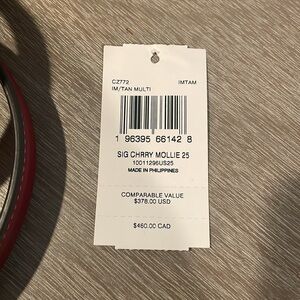 CZ772 IMTAM
IM/TAN MULTI
1 96395 66142 8
SIG CHRRY MOLLIE 25
10011296US25
MADE IN PHILIPPINES
COMPARABLE VALUE
$378.00 USD
$460.00 CAD